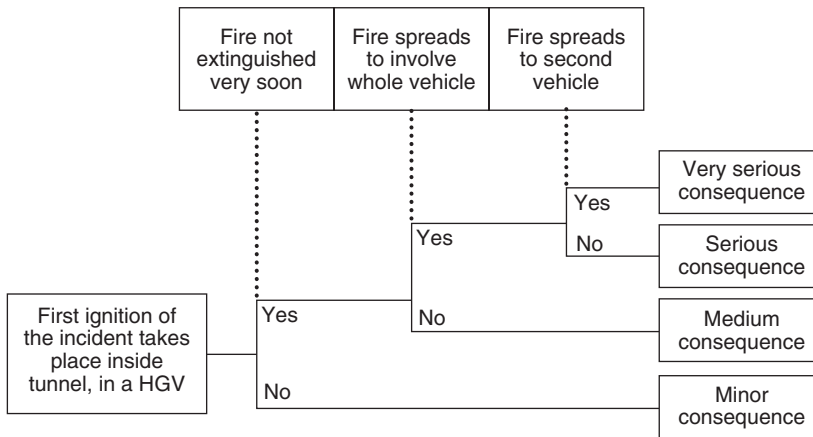 Fire not
extinguished
very soon
Fire spreads
to involve
whole vehicle
Fire spreads
to second
vehicle
Very serious
consequence
Yes
No
Serious
consequence
Yes
No
Medium
consequence
First ignition of
the incident takes
place inside
tunnel, in a HGV
Yes
No
Minor
consequence